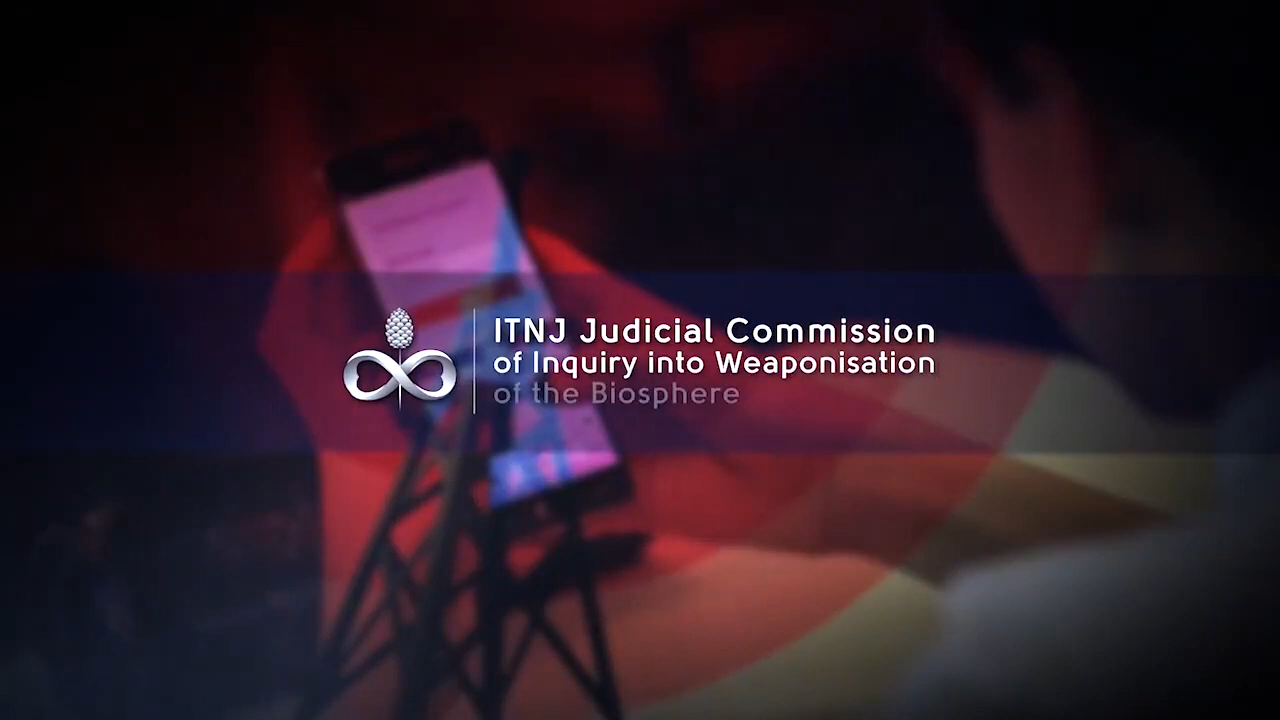 ITNJ Judicial Commission
of Inquiry into Weaponisation
of the Biosphere